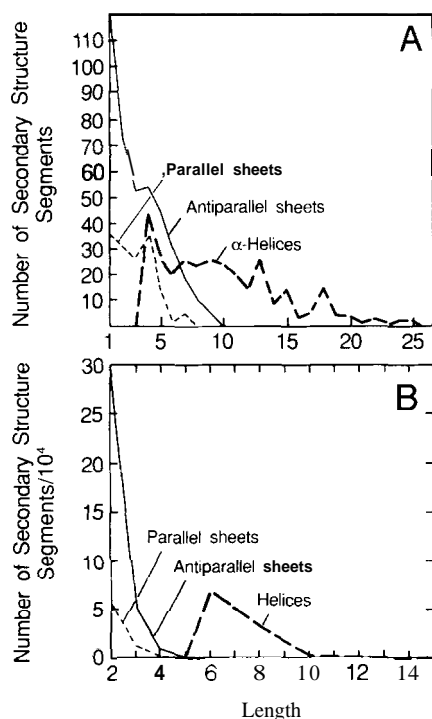 A
Number of Secondary Structure
Segments
110
100
90
80
70
60
50
40
30
20
10
Parallel sheets
Antiparallel sheets
α-Helices
1
5
10
15
20
25
B
Number of Secondary Structure
Segments/10⁴
30
25
20
15
10
5
0
Parallel sheets
Antiparallel sheets
Helices
2
4
6
8
10
12
14
Length